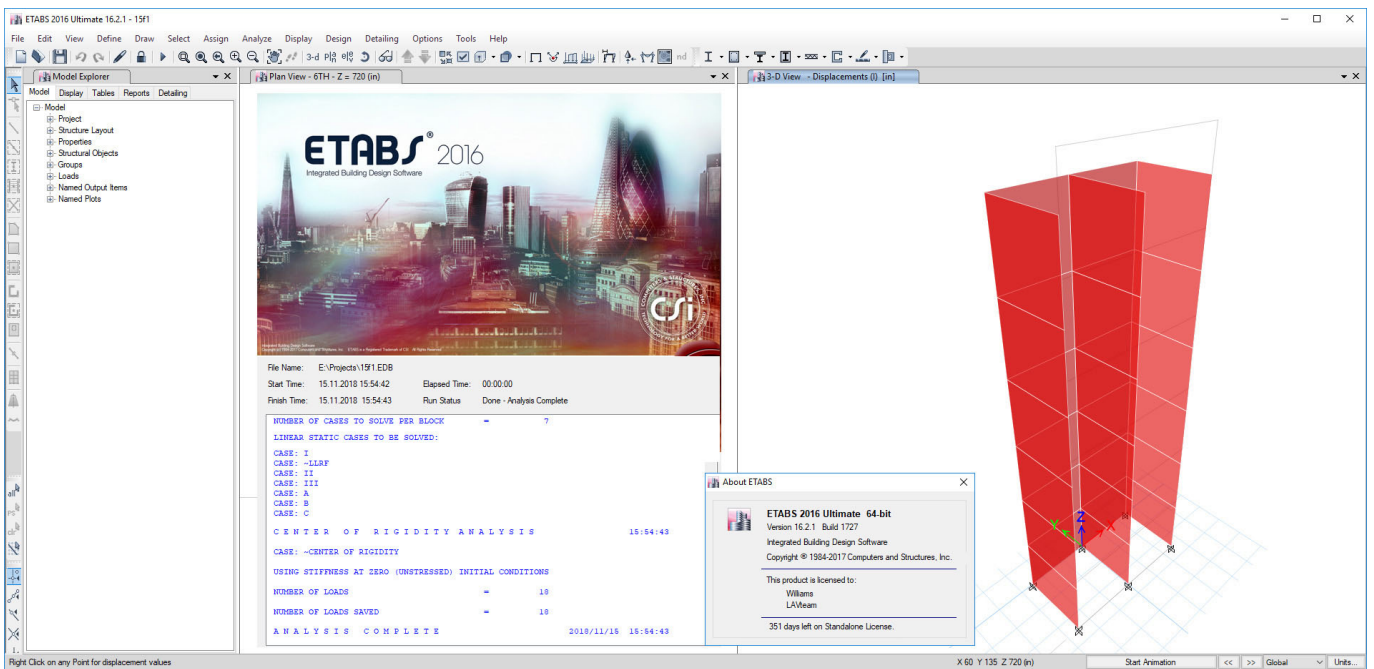 ETABS 2016 Ultimate 16.2.1 - 15f1
File Edit View Define Draw Select Assign Analyze Display Design Detailing Options Tools Help
3-d nd
Model Explorer
Model Display Tables Reports Detailing
Model
Project
Structure Layout
Properties
Structural Objects
Groups
Loads
Named Output Items
Named Plots
all
Plan View - 6TH - Z = 720 (in)
ETABS® 2016
Integrated Building Design Software
CSi
Integrated Building Design Software
File Name: E:\Projects\15f1.EDB
Start Time: 15.11.2018 15:54:42 Elapsed Time: 00:00:00
Finish Time: 15.11.2018 15:54:43 Run Status Done - Analysis Complete
NUMBER OF CASES TO SOLVE PER BLOCK = 7
LINEAR STATIC CASES TO BE SOLVED:
CASE: I
CASE: ~LLRF
CASE: II
CASE: III
CASE: A
CASE: B
CASE: C
C E N T E R O F R I G I D I T Y A N A L Y S I S 15:54:43
CASE: ~CENTER OF RIGIDITY
USING STIFFNESS AT ZERO (UNSTRESSED) INITIAL CONDITIONS
NUMBER OF LOADS = 18
NUMBER OF LOADS SAVED = 18
A N A L Y S I S C O M P L E T E 2018/11/15 15:54:43
3-D View - Displacements (I) [in]
Y Z X
About ETABS
ETABS 2016 Ultimate 64-bit
Version 16.2.1 Build 1727
Integrated Building Design Software
Copyright © 1984-2017 Computers and Structures, Inc.
This product is licensed to:
Williams
LAVteam
351 days left on Standalone License.
Right Click on any Point for displacement values
X 60 Y 135 Z 720 (in)
Start Animation << >> Global Units...